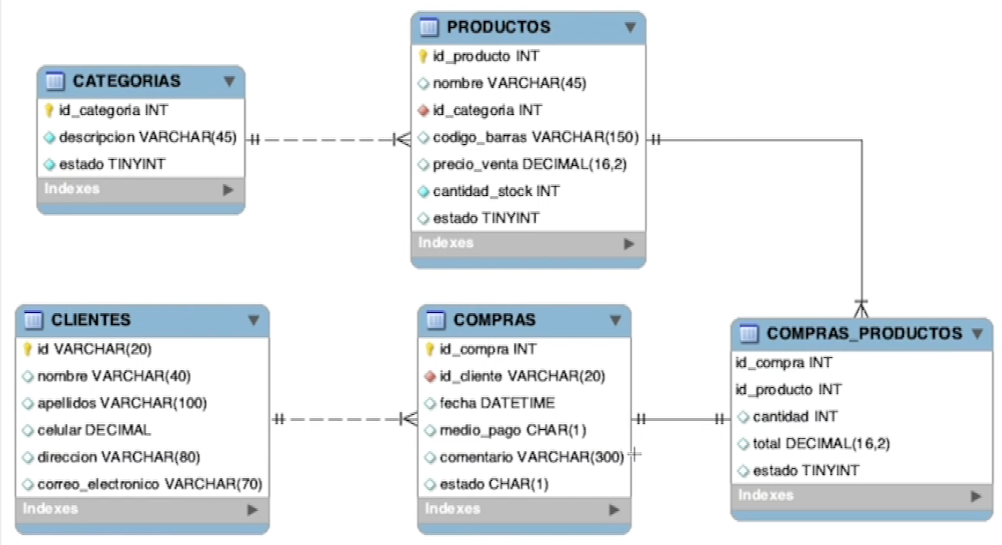 CATEGORIAS
id_categoria INT
descripcion VARCHAR(45)
estado TINYINT
Indexes
PRODUCTOS
id_producto INT
nombre VARCHAR(45)
id_categoria INT
codigo_barras VARCHAR(150)
precio_venta DECIMAL(16,2)
cantidad_stock INT
estado TINYINT
Indexes
CLIENTES
id VARCHAR(20)
nombre VARCHAR(40)
apellidos VARCHAR(100)
celular DECIMAL
direccion VARCHAR(80)
correo_electronico VARCHAR(70)
Indexes
COMPRAS
id_compra INT
id_cliente VARCHAR(20)
fecha DATETIME
medio_pago CHAR(1)
comentario VARCHAR(300)
estado CHAR(1)
Indexes
COMPRAS_PRODUCTOS
id_compra INT
id_producto INT
cantidad INT
total DECIMAL(16,2)
estado TINYINT
Indexes